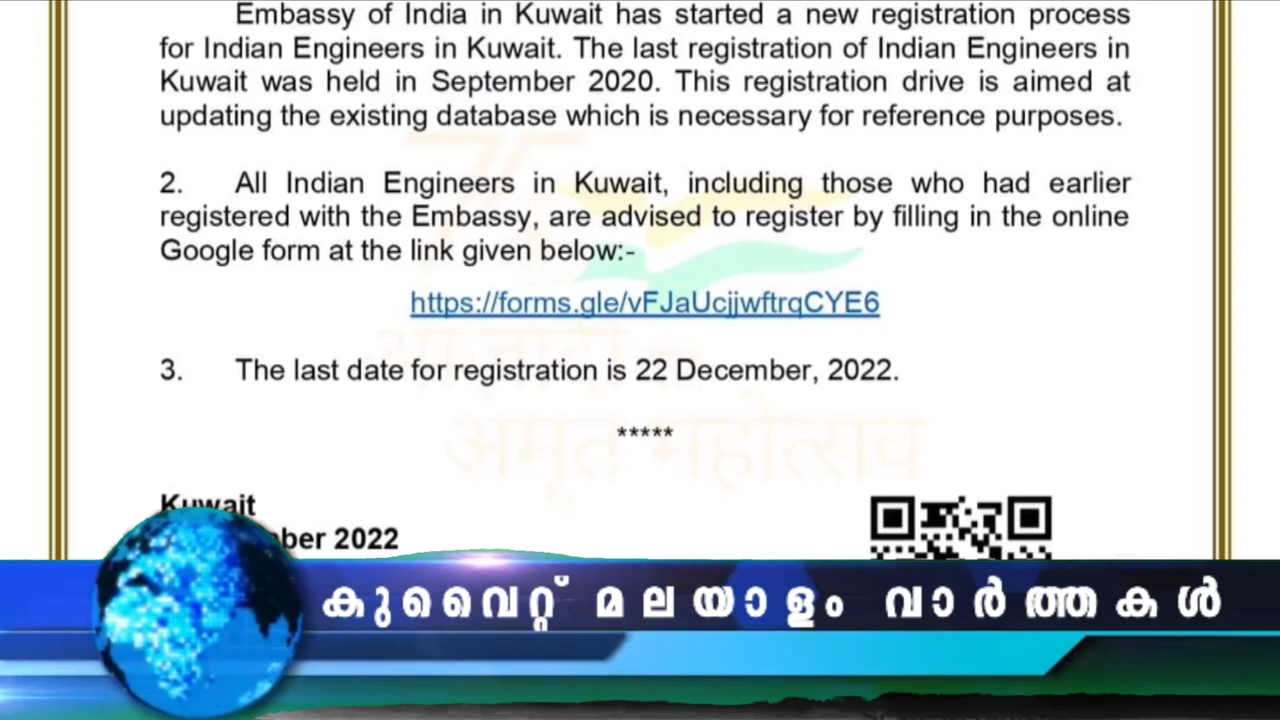 Embassy of India in Kuwait has started a new registration process
for Indian Engineers in Kuwait. The last registration of Indian Engineers in
Kuwait was held in September 2020. This registration drive is aimed at
updating the existing database which is necessary for reference purposes.
2. All Indian Engineers in Kuwait, including those who had earlier
registered with the Embassy, are advised to register by filling in the online
Google form at the link given below:-
https://forms.gle/vFJaUcjjwftrqCYE6
3. The last date for registration is 22 December, 2022.
*****
Kuwait
ber 2022
75
आज़ादी
अमृत महोत्सव
കുവൈറ്റ് മലയാളം വാർത്തകൾ